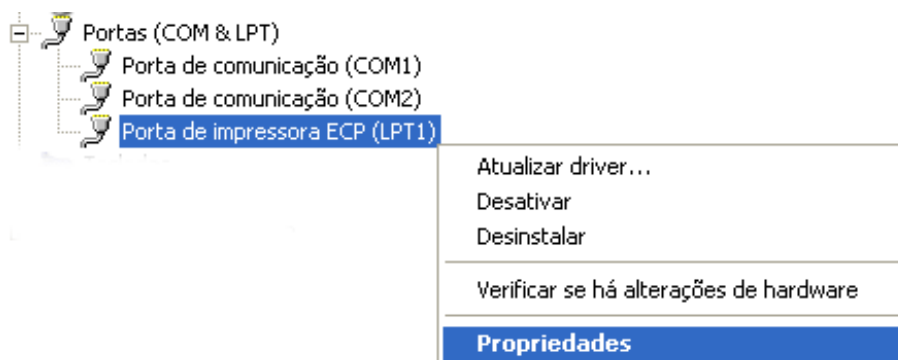 Portas (COM & LPT)
Porta de comunicação (COM1)
Porta de comunicação (COM2)
Porta de impressora ECP (LPT1)
Atualizar driver...
Desativar
Desinstalar
Verificar se há alterações de hardware
Propriedades